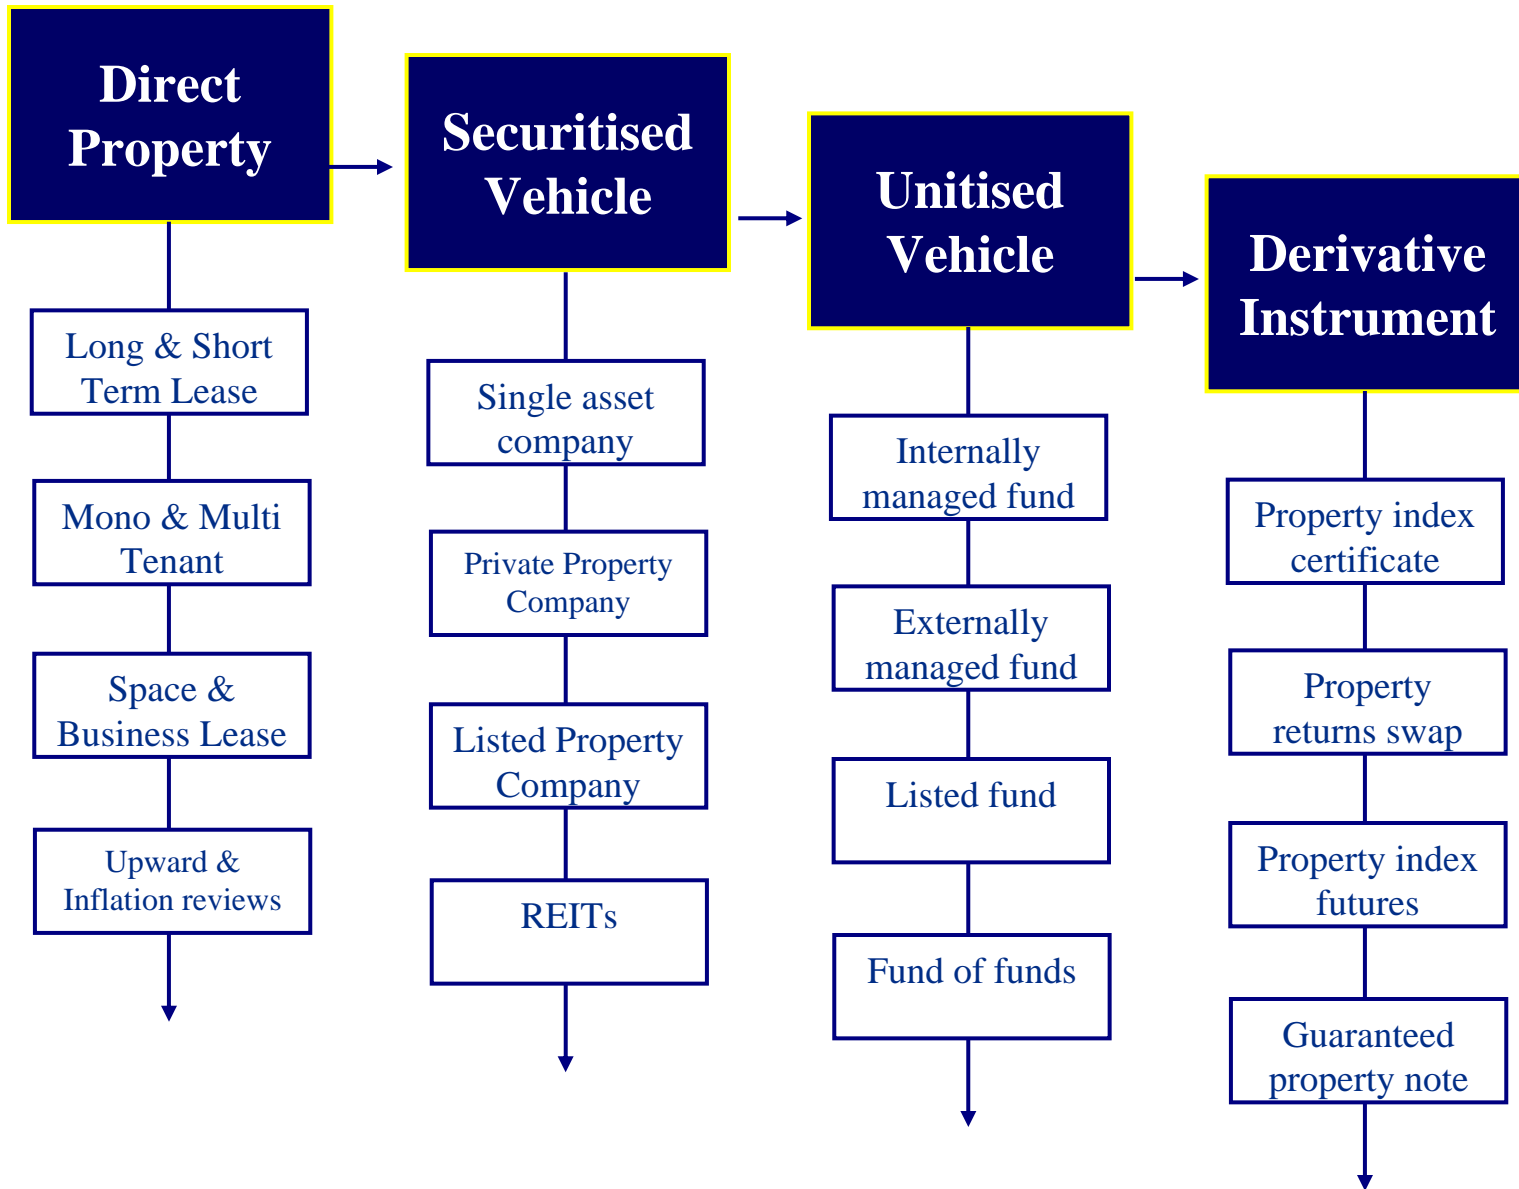 Direct
Property
Long & Short
Term Lease
Mono & Multi
Tenant
Space &
Business Lease
Upward &
Inflation reviews
Securitised
Vehicle
Single asset
company
Private Property
Company
Listed Property
Company
REITs
Unitised
Vehicle
Internally
managed fund
Externally
managed fund
Listed fund
Fund of funds
Derivative
Instrument
Property index
certificate
Property
returns swap
Property index
futures
Guaranteed
property note